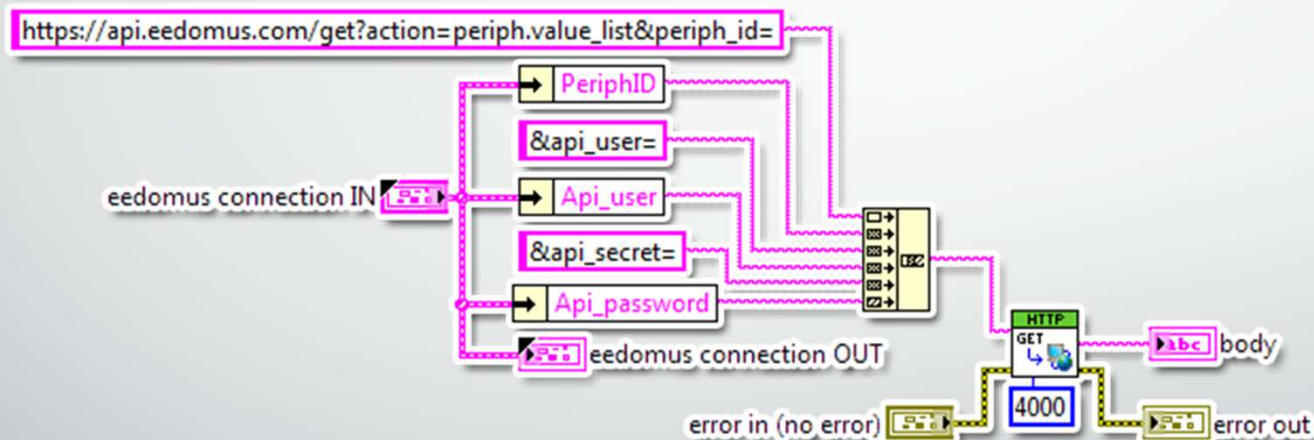 https://api.eedomus.com/get?action=periph.value_list&periph_id=
PeriphID
&api_user=
eedomus connection IN
Api_user
&api_secret=
Api_password
eedomus connection OUT
HTTP
GET
abc
body
4000
error in (no error)
error out